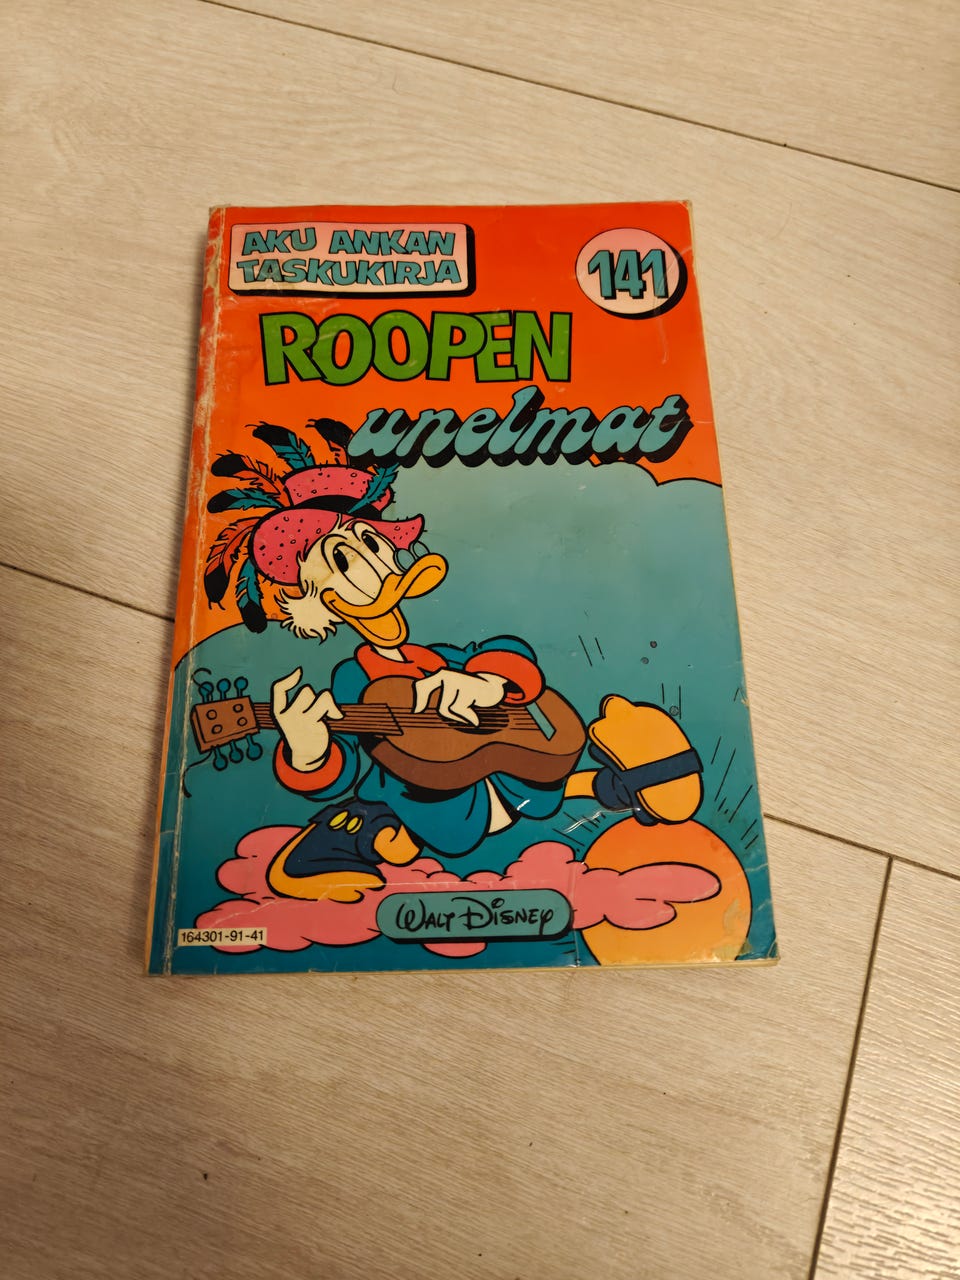 AKU ANKAN
TASKUKIRJA
141
ROOPEN
unelmat
WALT DISNEY
164301-91-41